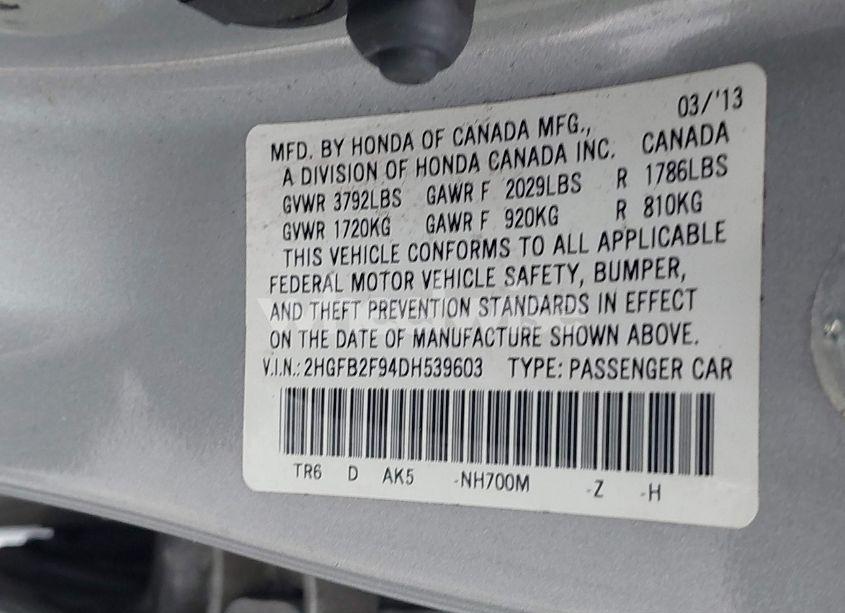 03/'13
MFD. BY HONDA OF CANADA MFG.,
A DIVISION OF HONDA CANADA INC. CANADA
GVWR 3792LBS GAWR F 2029LBS R 1786LBS
GVWR 1720KG GAWR F 920KG R 810KG
THIS VEHICLE CONFORMS TO ALL APPLICABLE
FEDERAL MOTOR VEHICLE SAFETY, BUMPER,
AND THEFT PREVENTION STANDARDS IN EFFECT
ON THE DATE OF MANUFACTURE SHOWN ABOVE.
V.I.N.: 2HGFB2F94DH539603 TYPE: PASSENGER CAR
TR6 D AK5 -NH700M -Z -H